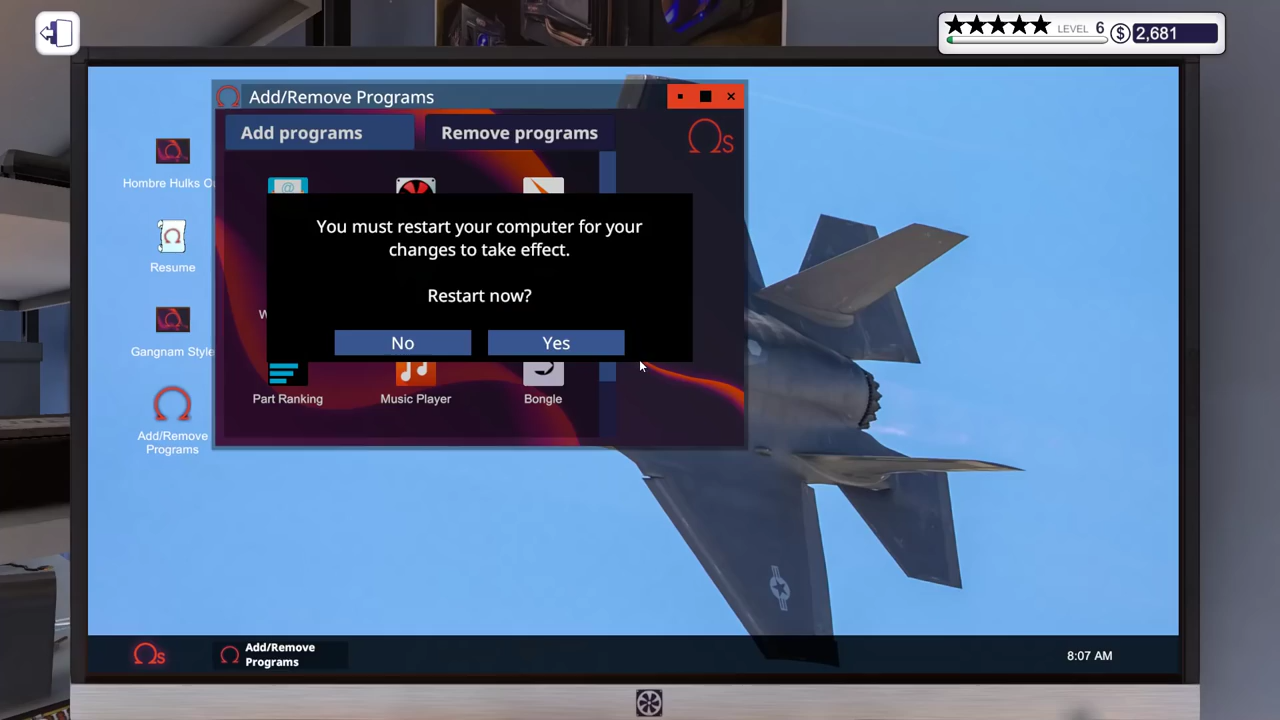 LEVEL 6
$ 2,681
Add/Remove Programs
Add programs
Remove programs
Ωs
@
You must restart your computer for your
changes to take effect.
Restart now?
No
Yes
Part Ranking
Music Player
Bongle
Hombre Hulks O
Resume
Gangnam Style
Add/Remove
Programs
Ωs
Add/Remove
Programs
8:07 AM